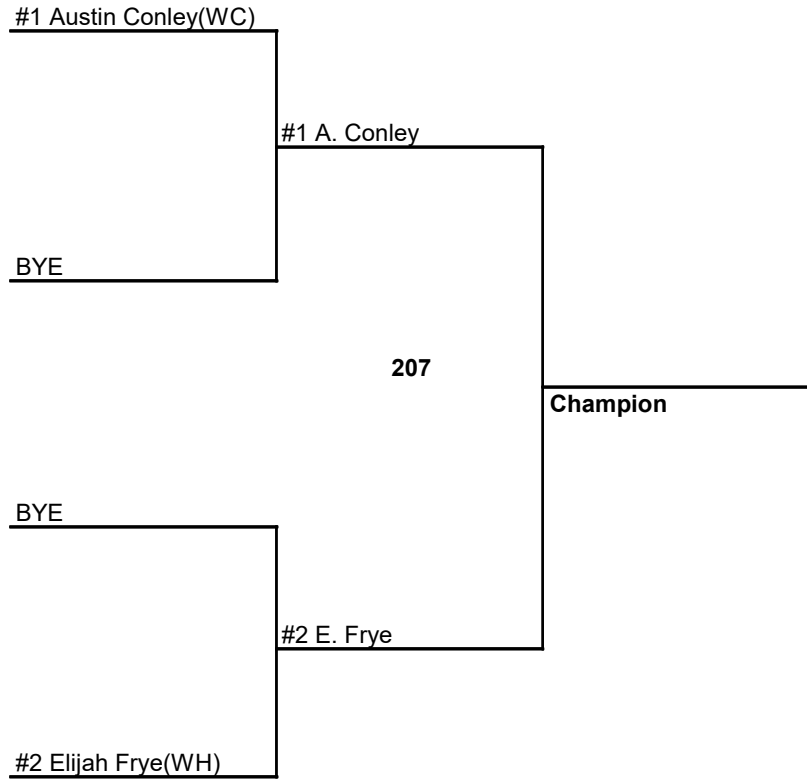 #1 Austin Conley(WC)
#1 A. Conley
BYE
207
Champion
BYE
#2 E. Frye
#2 Elijah Frye(WH)